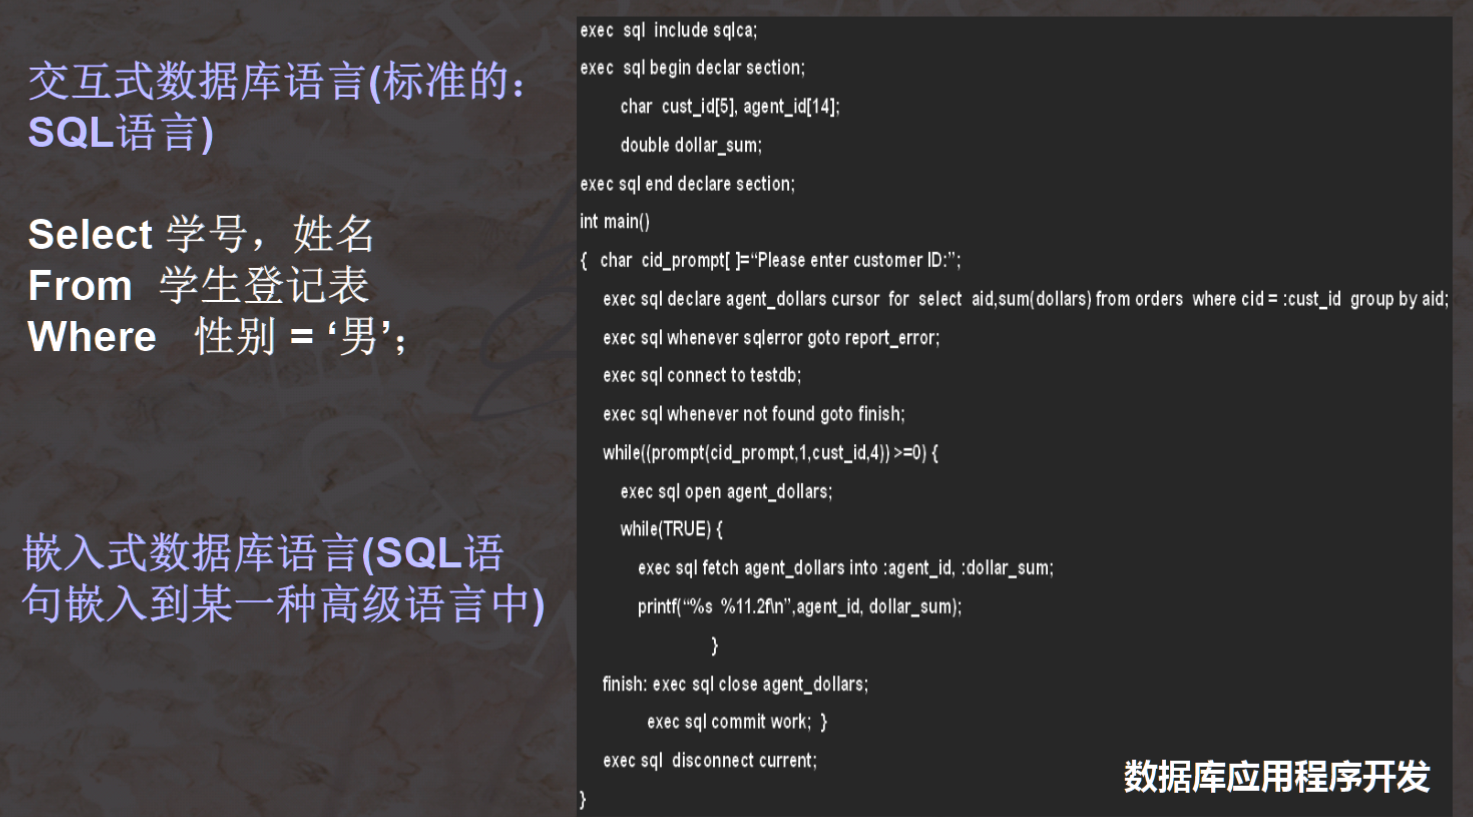 交互式数据库语言(标准的：
SQL语言)
Select 学号，姓名
From 学生登记表
Where 性别 = ‘男’；
嵌入式数据库语言(SQL语
句嵌入到某一种高级语言中)
exec sql include sqlca;
exec sql begin declar section;
char cust_id[5], agent_id[14];
double dollar_sum;
exec sql end declare section;
int main()
{ char cid_prompt[ ]=“Please enter customer ID:”;
exec sql declare agent_dollars cursor for select aid,sum(dollars) from orders where cid = :cust_id group by aid;
exec sql whenever sqlerror goto report_error;
exec sql connect to testdb;
exec sql whenever not found goto finish;
while((prompt(cid_prompt,1,cust_id,4)) >=0) {
exec sql open agent_dollars;
while(TRUE) {
exec sql fetch agent_dollars into :agent_id, :dollar_sum;
printf(“%s %11.2f\n”,agent_id, dollar_sum);
}
finish: exec sql close agent_dollars;
exec sql commit work; }
exec sql disconnect current;
}
数据库应用程序开发